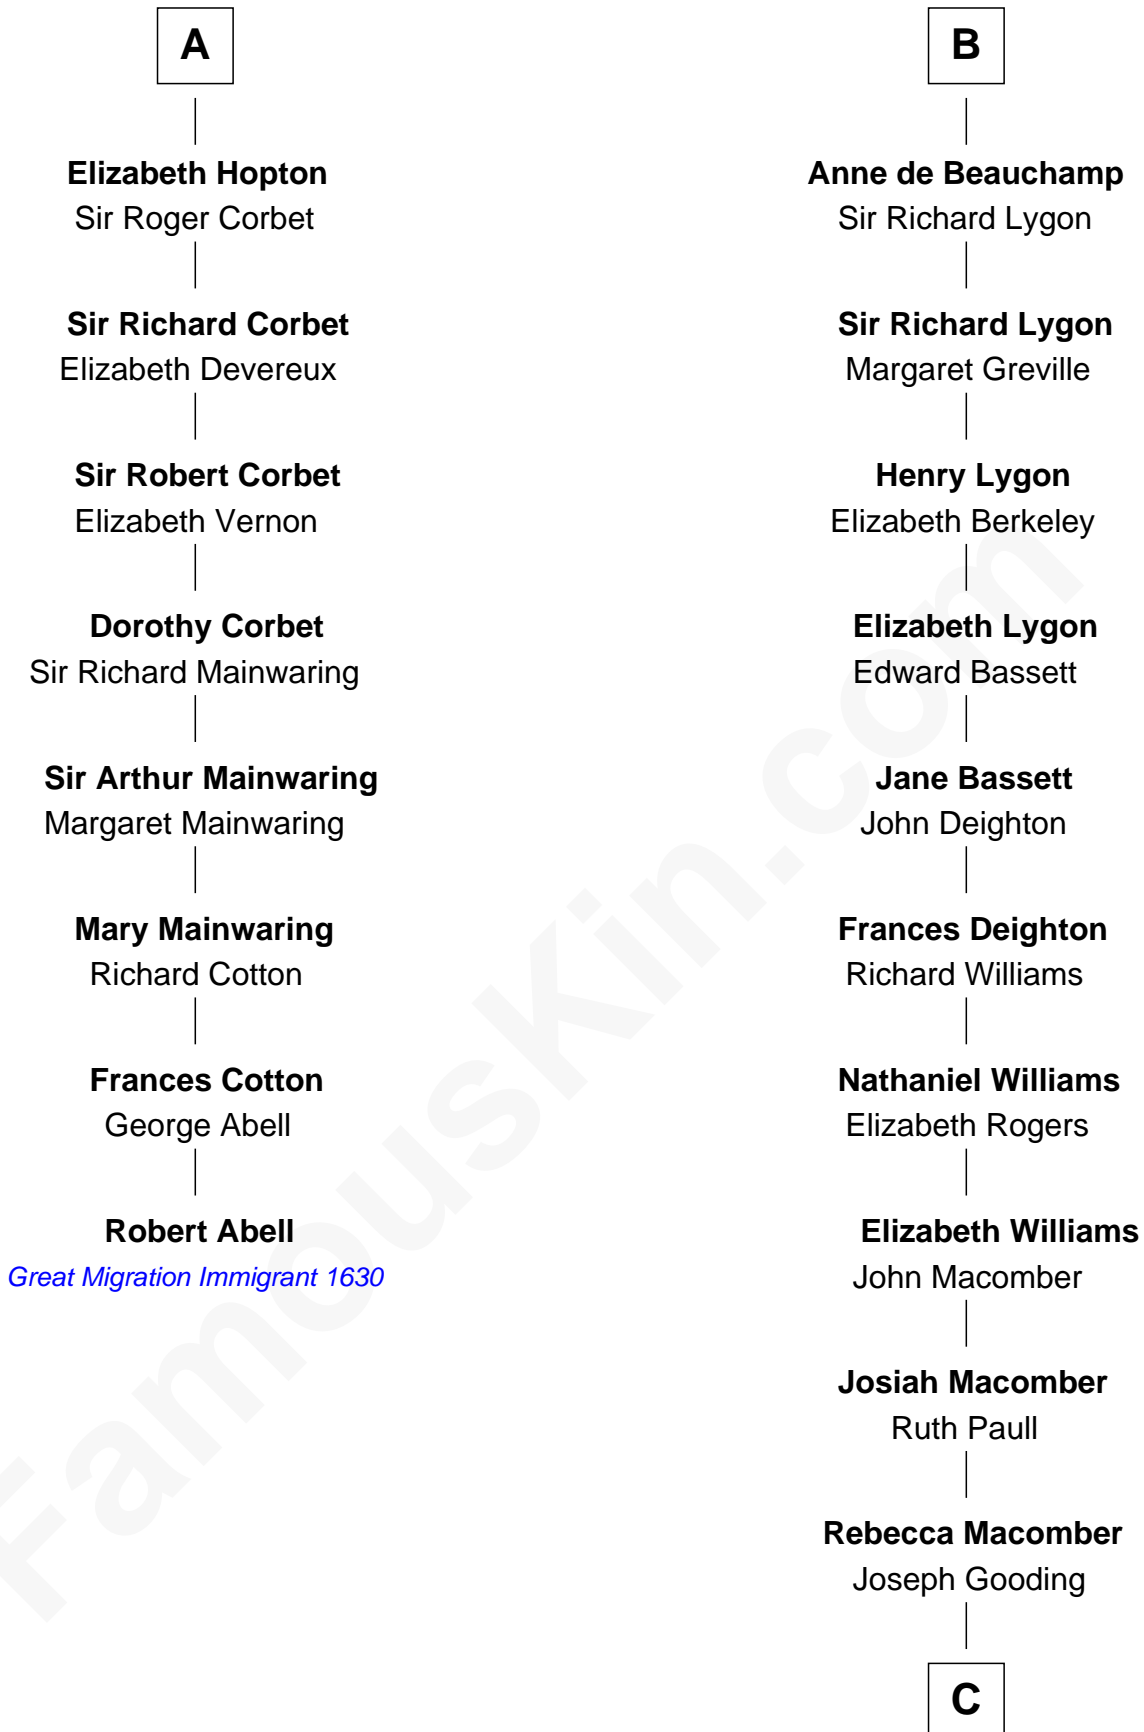 A
Elizabeth Hopton
Sir Roger Corbet
Sir Richard Corbet
Elizabeth Devereux
Sir Robert Corbet
Elizabeth Vernon
Dorothy Corbet
Sir Richard Mainwaring
Sir Arthur Mainwaring
Margaret Mainwaring
Mary Mainwaring
Richard Cotton
Frances Cotton
George Abell
Robert Abell
Great Migration Immigrant 1630
B
Anne de Beauchamp
Sir Richard Lygon
Sir Richard Lygon
Margaret Greville
Henry Lygon
Elizabeth Berkeley
Elizabeth Lygon
Edward Bassett
Jane Bassett
John Deighton
Frances Deighton
Richard Williams
Nathaniel Williams
Elizabeth Rogers
Elizabeth Williams
John Macomber
Josiah Macomber
Ruth Paull
Rebecca Macomber
Joseph Gooding
C
FamousKin.com